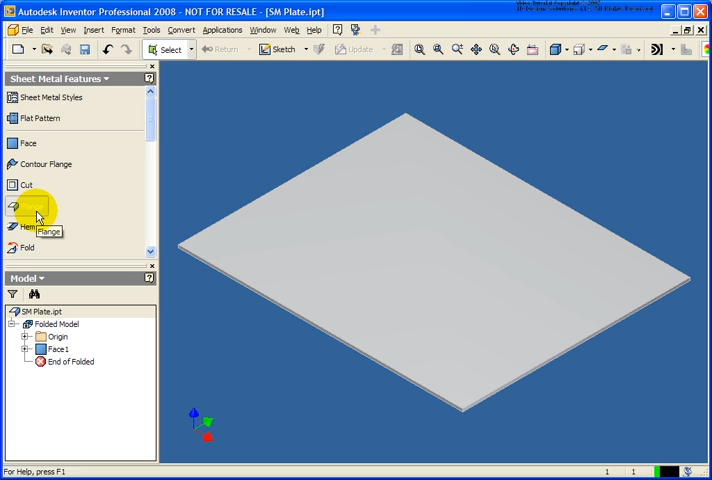 Autodesk Inventor Professional 2008 - NOT FOR RESALE - [SM Plate.ipt]
File Edit View Insert Format Tools Convert Applications Window Web Help
Select Return Sketch Update
Sheet Metal Features
Sheet Metal Styles
Flat Pattern
Face
Contour Flange
Cut
Hem
Flange
Fold
Model
SM Plate.ipt
Folded Model
Origin
Face1
End of Folded
For Help, press F1
1 1